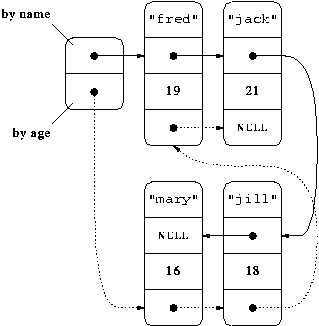 by name
"fred" "jack"
19 21
NULL
by age
"mary" "jill"
NULL
16 18